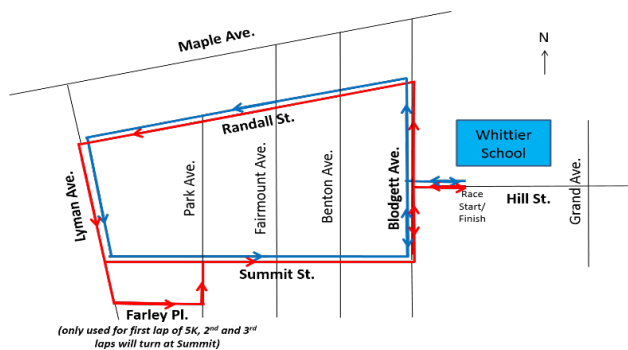 Maple Ave.
N
Randall St.
Whittier
School
Lyman Ave.
Park Ave.
Fairmount Ave.
Benton Ave.
Blodgett Ave.
Grand Ave.
Race
Start/
Finish
Hill St.
Summit St.
Farley Pl.
(only used for first lap of 5K, 2nd and 3rd
laps will turn at Summit)